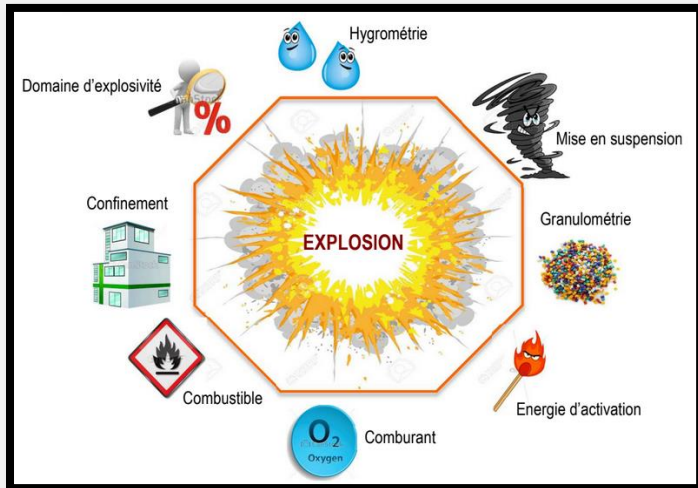 Hygrométrie
Domaine d'explosivité
%
Mise en suspension
Confinement
Granulométrie
EXPLOSION
Combustible
Energie d'activation
O2
Oxygen
Comburant